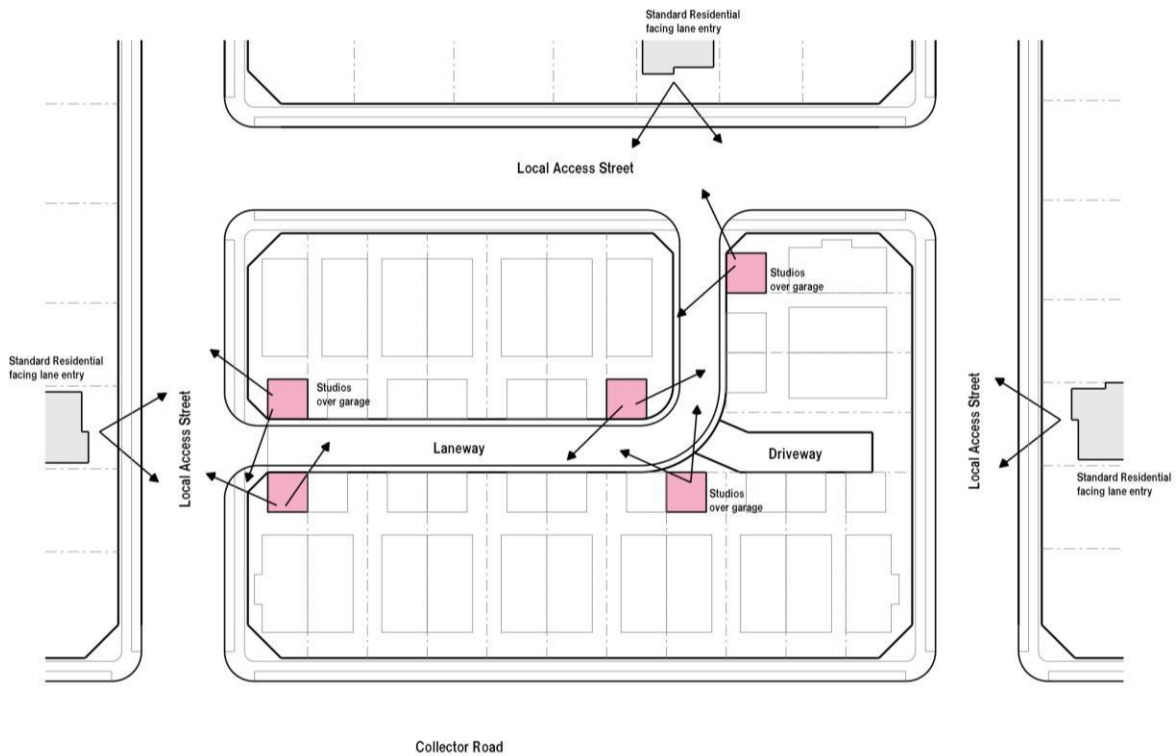 Standard Residential
facing lane entry
Local Access Street
Studios
over garage
Standard Residential
facing lane entry
Studios
over garage
Local Access Street
Local Access Street
Laneway
Driveway
Standard Residential
facing lane entry
Studios
over garage
Collector Road